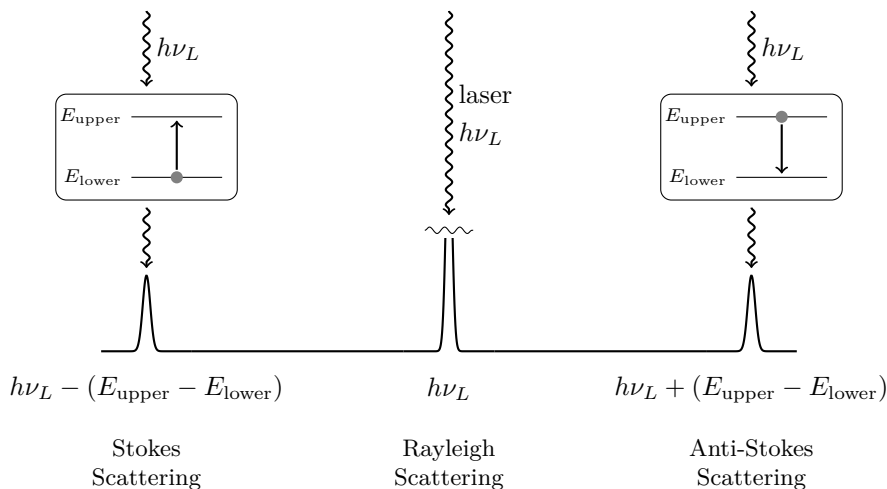 hν_L
E_upper
E_lower
laser
hν_L
hν_L
E_upper
E_lower
hν_L − (E_upper − E_lower)
hν_L
hν_L + (E_upper − E_lower)
Stokes
Scattering
Rayleigh
Scattering
Anti-Stokes
Scattering